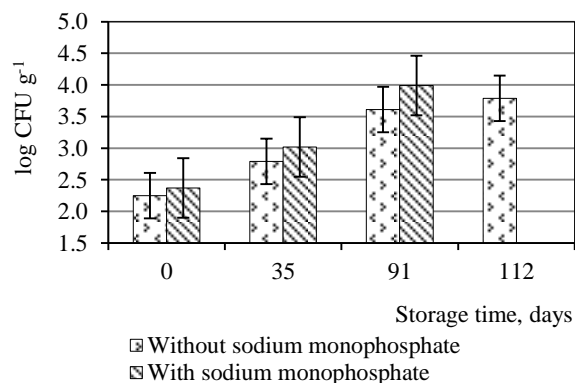 log CFU g-1
5.0
4.5
4.0
3.5
3.0
2.5
2.0
1.5
0 35 91 112
Storage time, days
Without sodium monophosphate
With sodium monophosphate